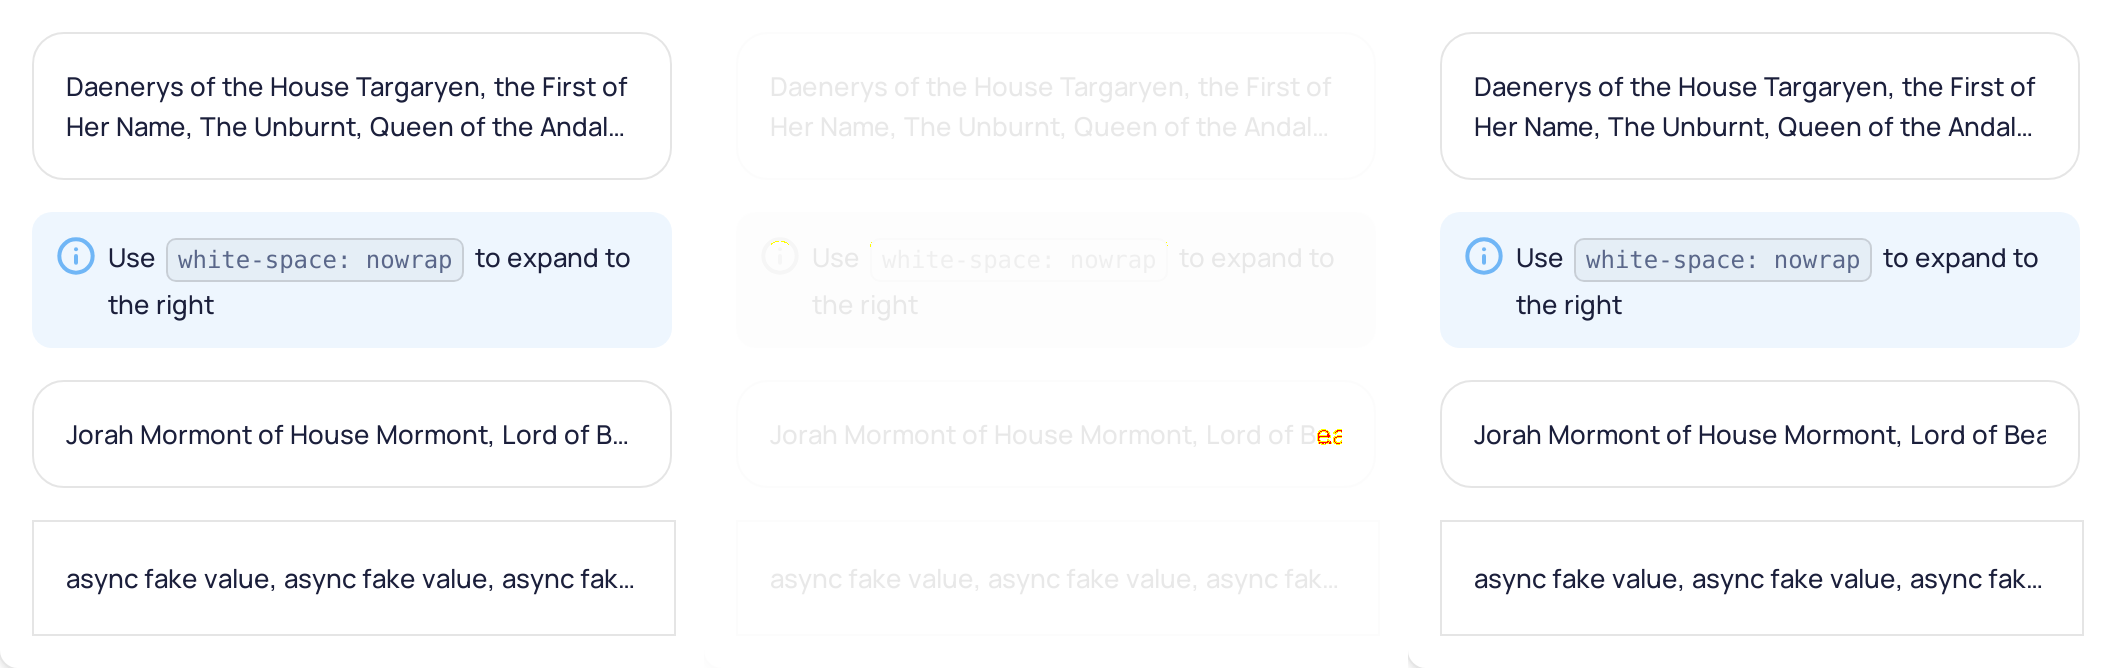 Daenerys of the House Targaryen, the First of
Her Name, The Unburnt, Queen of the Andal…
Use white-space: nowrap to expand to
the right
Jorah Mormont of House Mormont, Lord of B…
async fake value, async fake value, async fak…
Daenerys of the House Targaryen, the First of
Her Name, The Unburnt, Queen of the Andal…
Use white-space: nowrap to expand to
the right
Jorah Mormont of House Mormont, Lord of Bea
async fake value, async fake value, async fak…
Daenerys of the House Targaryen, the First of
Her Name, The Unburnt, Queen of the Andal…
Use white-space: nowrap to expand to
the right
Jorah Mormont of House Mormont, Lord of Bea
async fake value, async fake value, async fak…